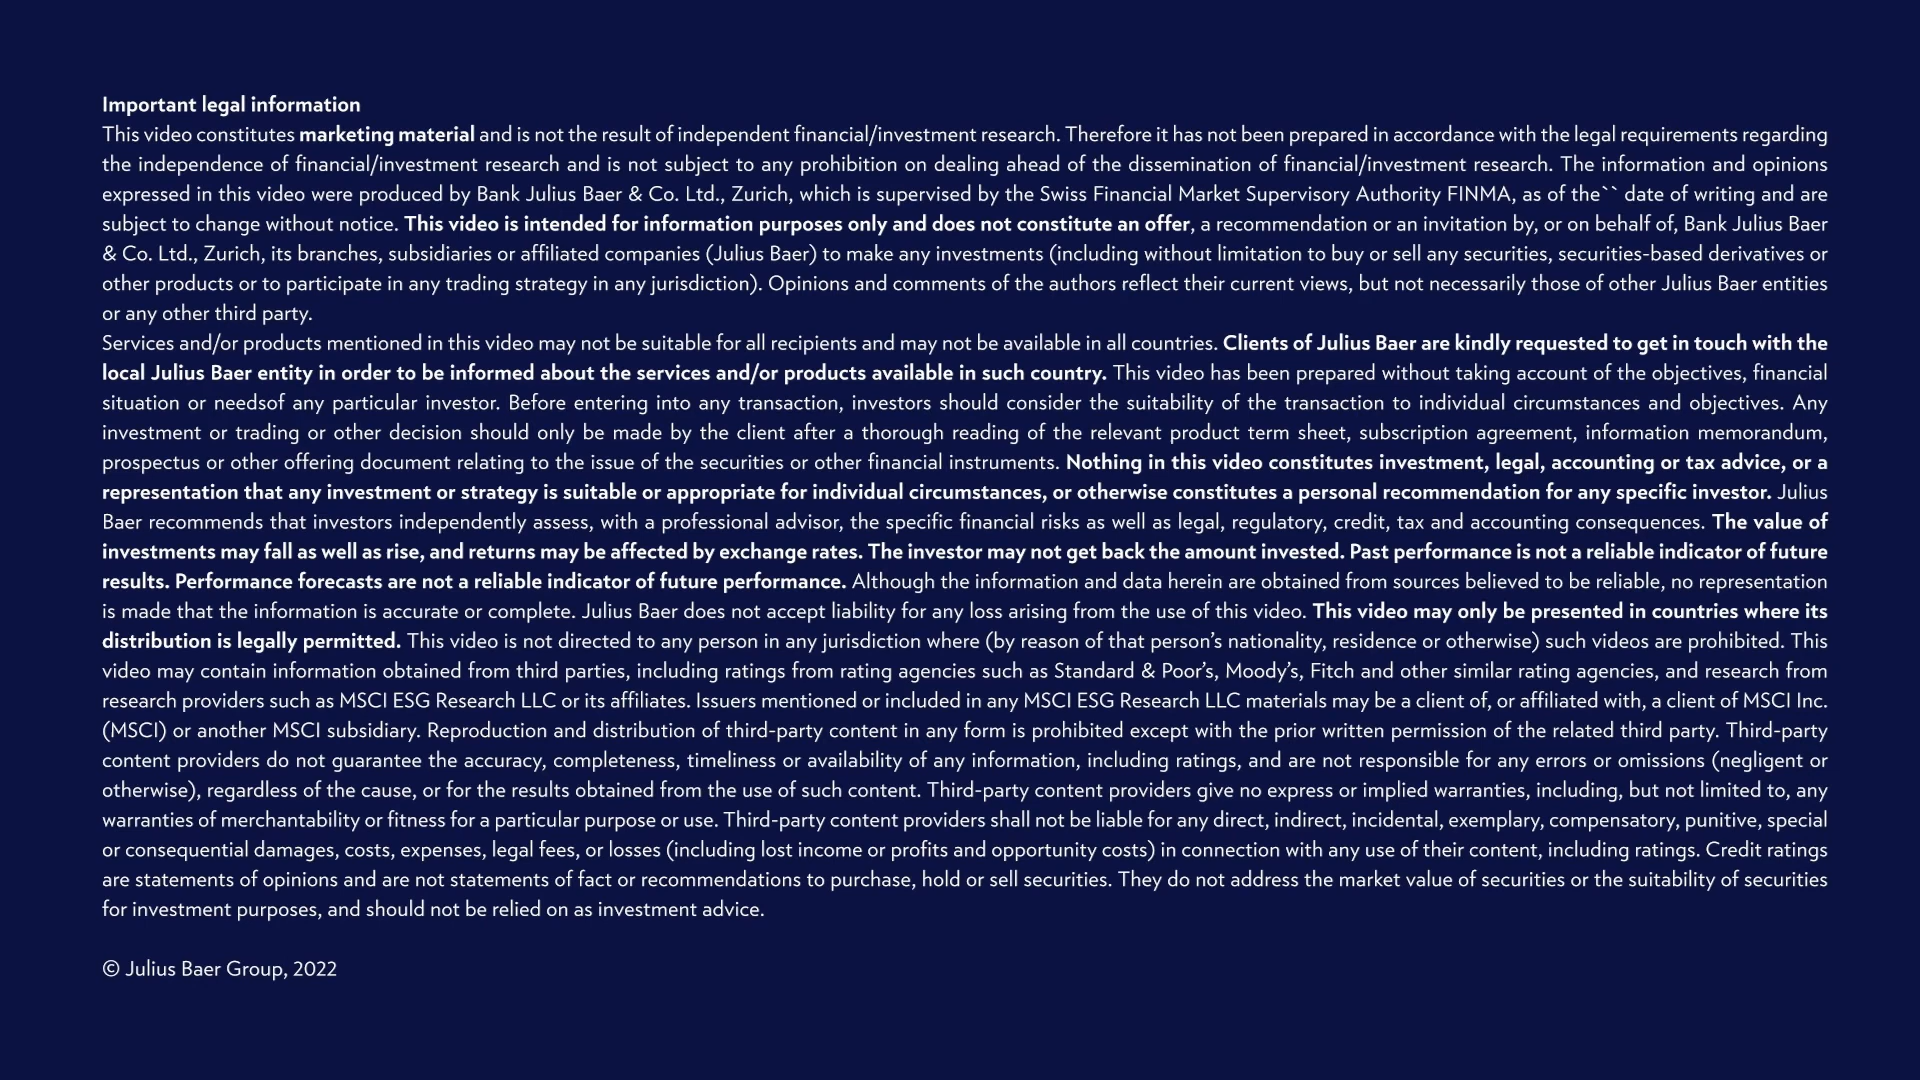 Important legal information
This video constitutes marketing material and is not the result of independent financial/investment research. Therefore it has not been prepared in accordance with the legal requirements regarding
the independence of financial/investment research and is not subject to any prohibition on dealing ahead of the dissemination of financial/investment research. The information and opinions
expressed in this video were produced by Bank Julius Baer & Co. Ltd., Zurich, which is supervised by the Swiss Financial Market Supervisory Authority FINMA, as of the`` date of writing and are
subject to change without notice. This video is intended for information purposes only and does not constitute an offer, a recommendation or an invitation by, or on behalf of, Bank Julius Baer
& Co. Ltd., Zurich, its branches, subsidiaries or affiliated companies (Julius Baer) to make any investments (including without limitation to buy or sell any securities, securities-based derivatives or
other products or to participate in any trading strategy in any jurisdiction). Opinions and comments of the authors reflect their current views, but not necessarily those of other Julius Baer entities
or any other third party.
Services and/or products mentioned in this video may not be suitable for all recipients and may not be available in all countries. Clients of Julius Baer are kindly requested to get in touch with the
local Julius Baer entity in order to be informed about the services and/or products available in such country. This video has been prepared without taking account of the objectives, financial
situation or needsof any particular investor. Before entering into any transaction, investors should consider the suitability of the transaction to individual circumstances and objectives. Any
investment or trading or other decision should only be made by the client after a thorough reading of the relevant product term sheet, subscription agreement, information memorandum,
prospectus or other offering document relating to the issue of the securities or other financial instruments. Nothing in this video constitutes investment, legal, accounting or tax advice, or a
representation that any investment or strategy is suitable or appropriate for individual circumstances, or otherwise constitutes a personal recommendation for any specific investor. Julius
Baer recommends that investors independently assess, with a professional advisor, the specific financial risks as well as legal, regulatory, credit, tax and accounting consequences. The value of
investments may fall as well as rise, and returns may be affected by exchange rates. The investor may not get back the amount invested. Past performance is not a reliable indicator of future
results. Performance forecasts are not a reliable indicator of future performance. Although the information and data herein are obtained from sources believed to be reliable, no representation
is made that the information is accurate or complete. Julius Baer does not accept liability for any loss arising from the use of this video. This video may only be presented in countries where its
distribution is legally permitted. This video is not directed to any person in any jurisdiction where (by reason of that person’s nationality, residence or otherwise) such videos are prohibited. This
video may contain information obtained from third parties, including ratings from rating agencies such as Standard & Poor’s, Moody’s, Fitch and other similar rating agencies, and research from
research providers such as MSCI ESG Research LLC or its affiliates. Issuers mentioned or included in any MSCI ESG Research LLC materials may be a client of, or affiliated with, a client of MSCI Inc.
(MSCI) or another MSCI subsidiary. Reproduction and distribution of third-party content in any form is prohibited except with the prior written permission of the related third party. Third-party
content providers do not guarantee the accuracy, completeness, timeliness or availability of any information, including ratings, and are not responsible for any errors or omissions (negligent or
otherwise), regardless of the cause, or for the results obtained from the use of such content. Third-party content providers give no express or implied warranties, including, but not limited to, any
warranties of merchantability or fitness for a particular purpose or use. Third-party content providers shall not be liable for any direct, indirect, incidental, exemplary, compensatory, punitive, special
or consequential damages, costs, expenses, legal fees, or losses (including lost income or profits and opportunity costs) in connection with any use of their content, including ratings. Credit ratings
are statements of opinions and are not statements of fact or recommendations to purchase, hold or sell securities. They do not address the market value of securities or the suitability of securities
for investment purposes, and should not be relied on as investment advice.
© Julius Baer Group, 2022